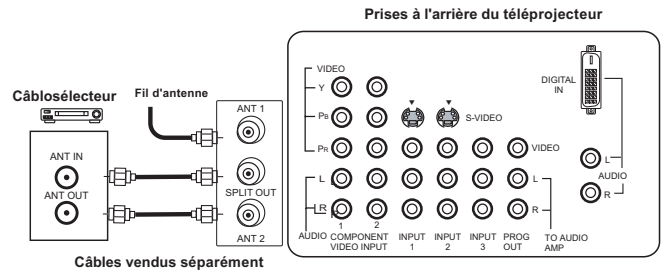 Prises à l'arrière du téléprojecteur
Câblosélecteur
Fil d'antenne
ANT IN
ANT OUT
ANT 1
SPLIT OUT
ANT 2
Câbles vendus séparément
VIDEO
Y
PB
PR
S-VIDEO
VIDEO
L
R
L
R
AUDIO
1
2
COMPONENT
VIDEO INPUT
INPUT
1
INPUT
2
INPUT
3
PROG
OUT
TO AUDIO
AMP
DIGITAL
IN
L
AUDIO
R